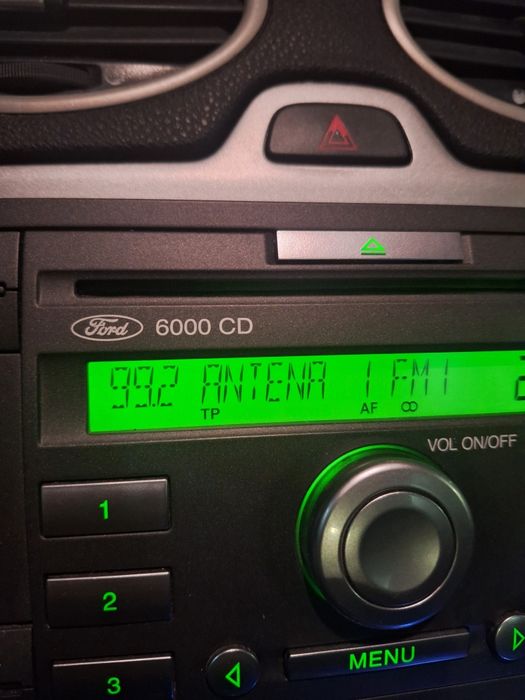 Ford 6000 CD
99.2 ANTENA 1 FM1
TP AF
VOL ON/OFF
1
2
3
MENU